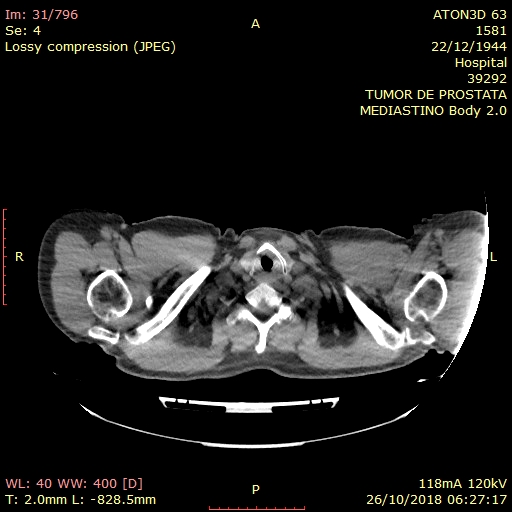 Im: 31/796
Se: 4
Lossy compression (JPEG)
A
ATON3D 63
1581
22/12/1944
Hospital
39292
TUMOR DE PROSTATA
MEDIASTINO Body 2.0
R
L
WL: 40 WW: 400 [D]
T: 2.0mm L: -828.5mm
P
118mA 120kV
26/10/2018 06:27:17